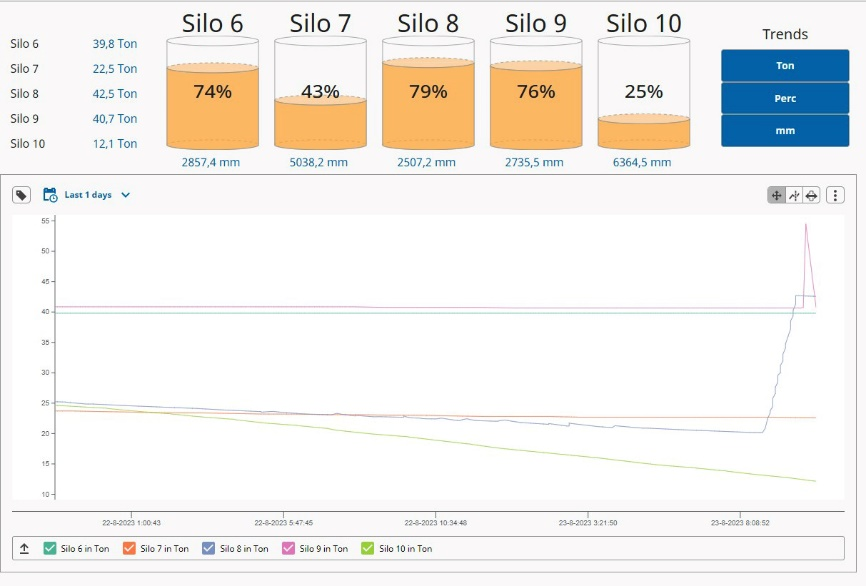 Silo 6 Silo 7 Silo 8 Silo 9 Silo 10
Trends
Silo 6 39,8 Ton
Silo 7 22,5 Ton
Silo 8 42,5 Ton
Silo 9 40,7 Ton
Silo 10 12,1 Ton
74% 43% 79% 76% 25%
2857,4 mm 5038,2 mm 2507,2 mm 2735,5 mm 6364,5 mm
Ton
Perc
mm
Last 1 days
55
50
45
40
35
30
25
20
15
10
22-8-2023 1:00:43 22-8-2023 5:47:45 22-8-2023 10:34:48 23-8-2023 3:21:50 23-8-2023 8:08:52
Silo 6 in Ton Silo 7 in Ton Silo 8 in Ton Silo 9 in Ton Silo 10 in Ton